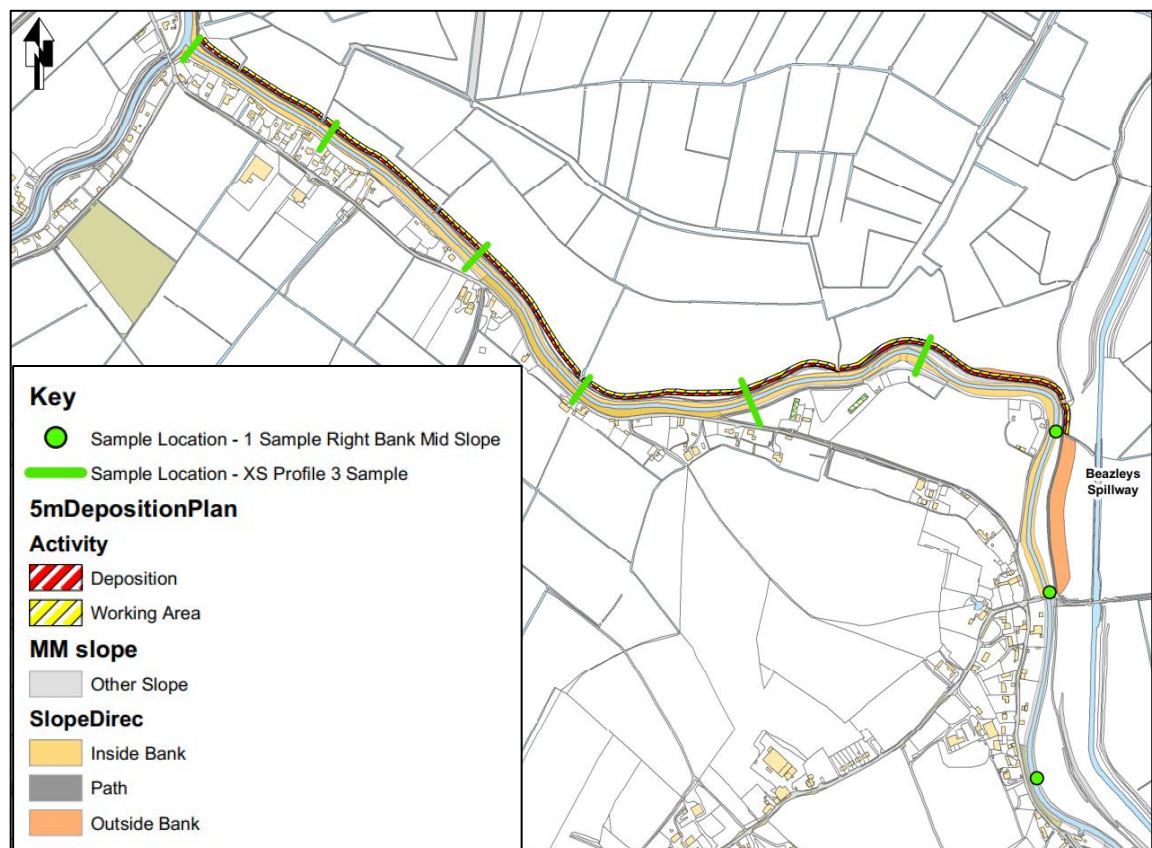 N
Key
Sample Location - 1 Sample Right Bank Mid Slope
Sample Location - XS Profile 3 Sample
5mDepositionPlan
Activity
Deposition
Working Area
MM slope
Other Slope
SlopeDirec
Inside Bank
Path
Outside Bank
Beazleys
Spillway